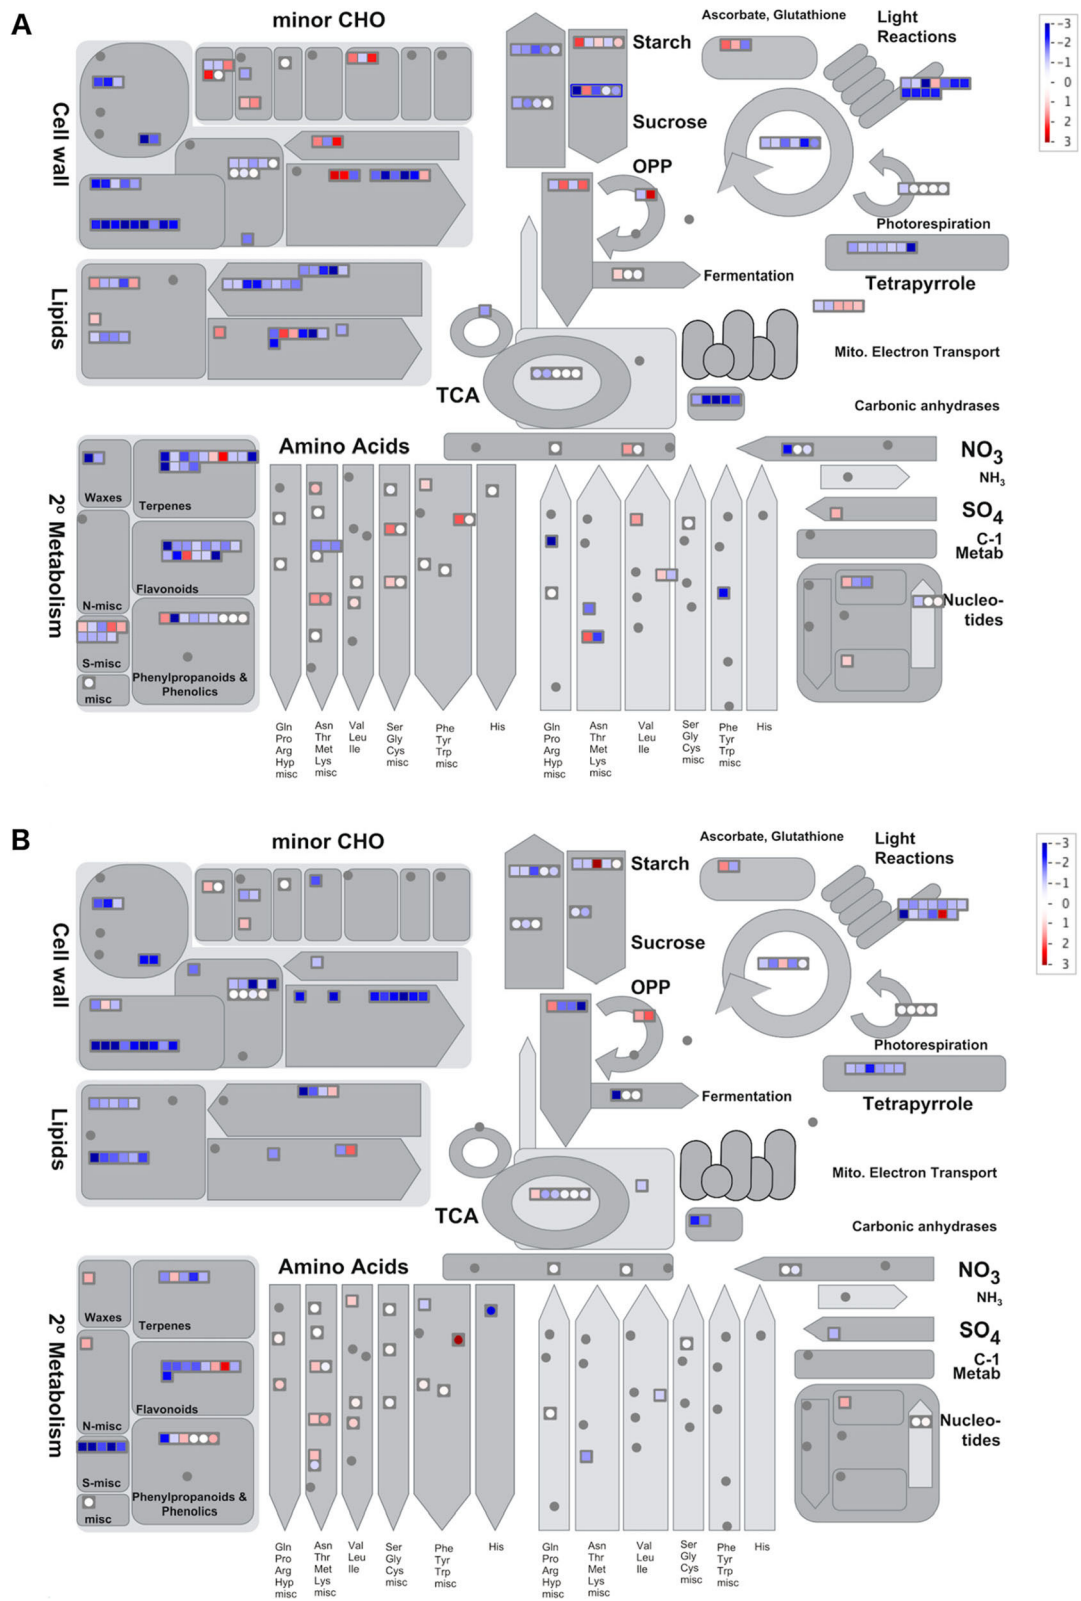 A
minor CHO
Ascorbate, Glutathione
Light
Reactions
-3
-2
-1
0
1
2
3
Starch
Cell wall
Sucrose
OPP
Photorespiration
Fermentation
Tetrapyrrole
Lipids
Mito. Electron Transport
TCA
Carbonic anhydrases
Amino Acids
NO3
NH3
SO4
C-1
Metab
Nucleo-
tides
2º Metabolism
Waxes
Terpenes
Flavonoids
N-misc
S-misc
Phenylpropanoids &
Phenolics
misc
Gln
Pro
Arg
Hyp
misc
Asn
Thr
Met
Lys
misc
Val
Leu
Ile
Ser
Gly
Cys
misc
Phe
Tyr
Trp
misc
His
Gln
Pro
Arg
Hyp
misc
Asn
Thr
Met
Lys
misc
Val
Leu
Ile
Ser
Gly
Cys
misc
Phe
Tyr
Trp
misc
His
B
minor CHO
Ascorbate, Glutathione
Light
Reactions
-3
-2
-1
0
1
2
3
Starch
Cell wall
Sucrose
OPP
Photorespiration
Fermentation
Tetrapyrrole
Lipids
Mito. Electron Transport
TCA
Carbonic anhydrases
Amino Acids
NO3
NH3
SO4
C-1
Metab
Nucleo-
tides
2º Metabolism
Waxes
Terpenes
Flavonoids
N-misc
S-misc
Phenylpropanoids &
Phenolics
misc
Gln
Pro
Arg
Hyp
misc
Asn
Thr
Met
Lys
misc
Val
Leu
Ile
Ser
Gly
Cys
misc
Phe
Tyr
Trp
misc
His
Gln
Pro
Arg
Hyp
misc
Asn
Thr
Met
Lys
misc
Val
Leu
Ile
Ser
Gly
Cys
misc
Phe
Tyr
Trp
misc
His